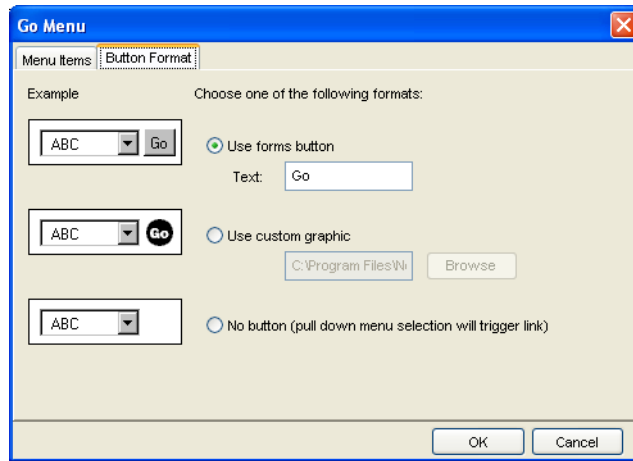 Go Menu
Menu Items Button Format
Example Choose one of the following formats:
ABC Go Use forms button
Text: Go
ABC Go Use custom graphic
C:\Program Files\N Browse
ABC No button (pull down menu selection will trigger link)
OK Cancel